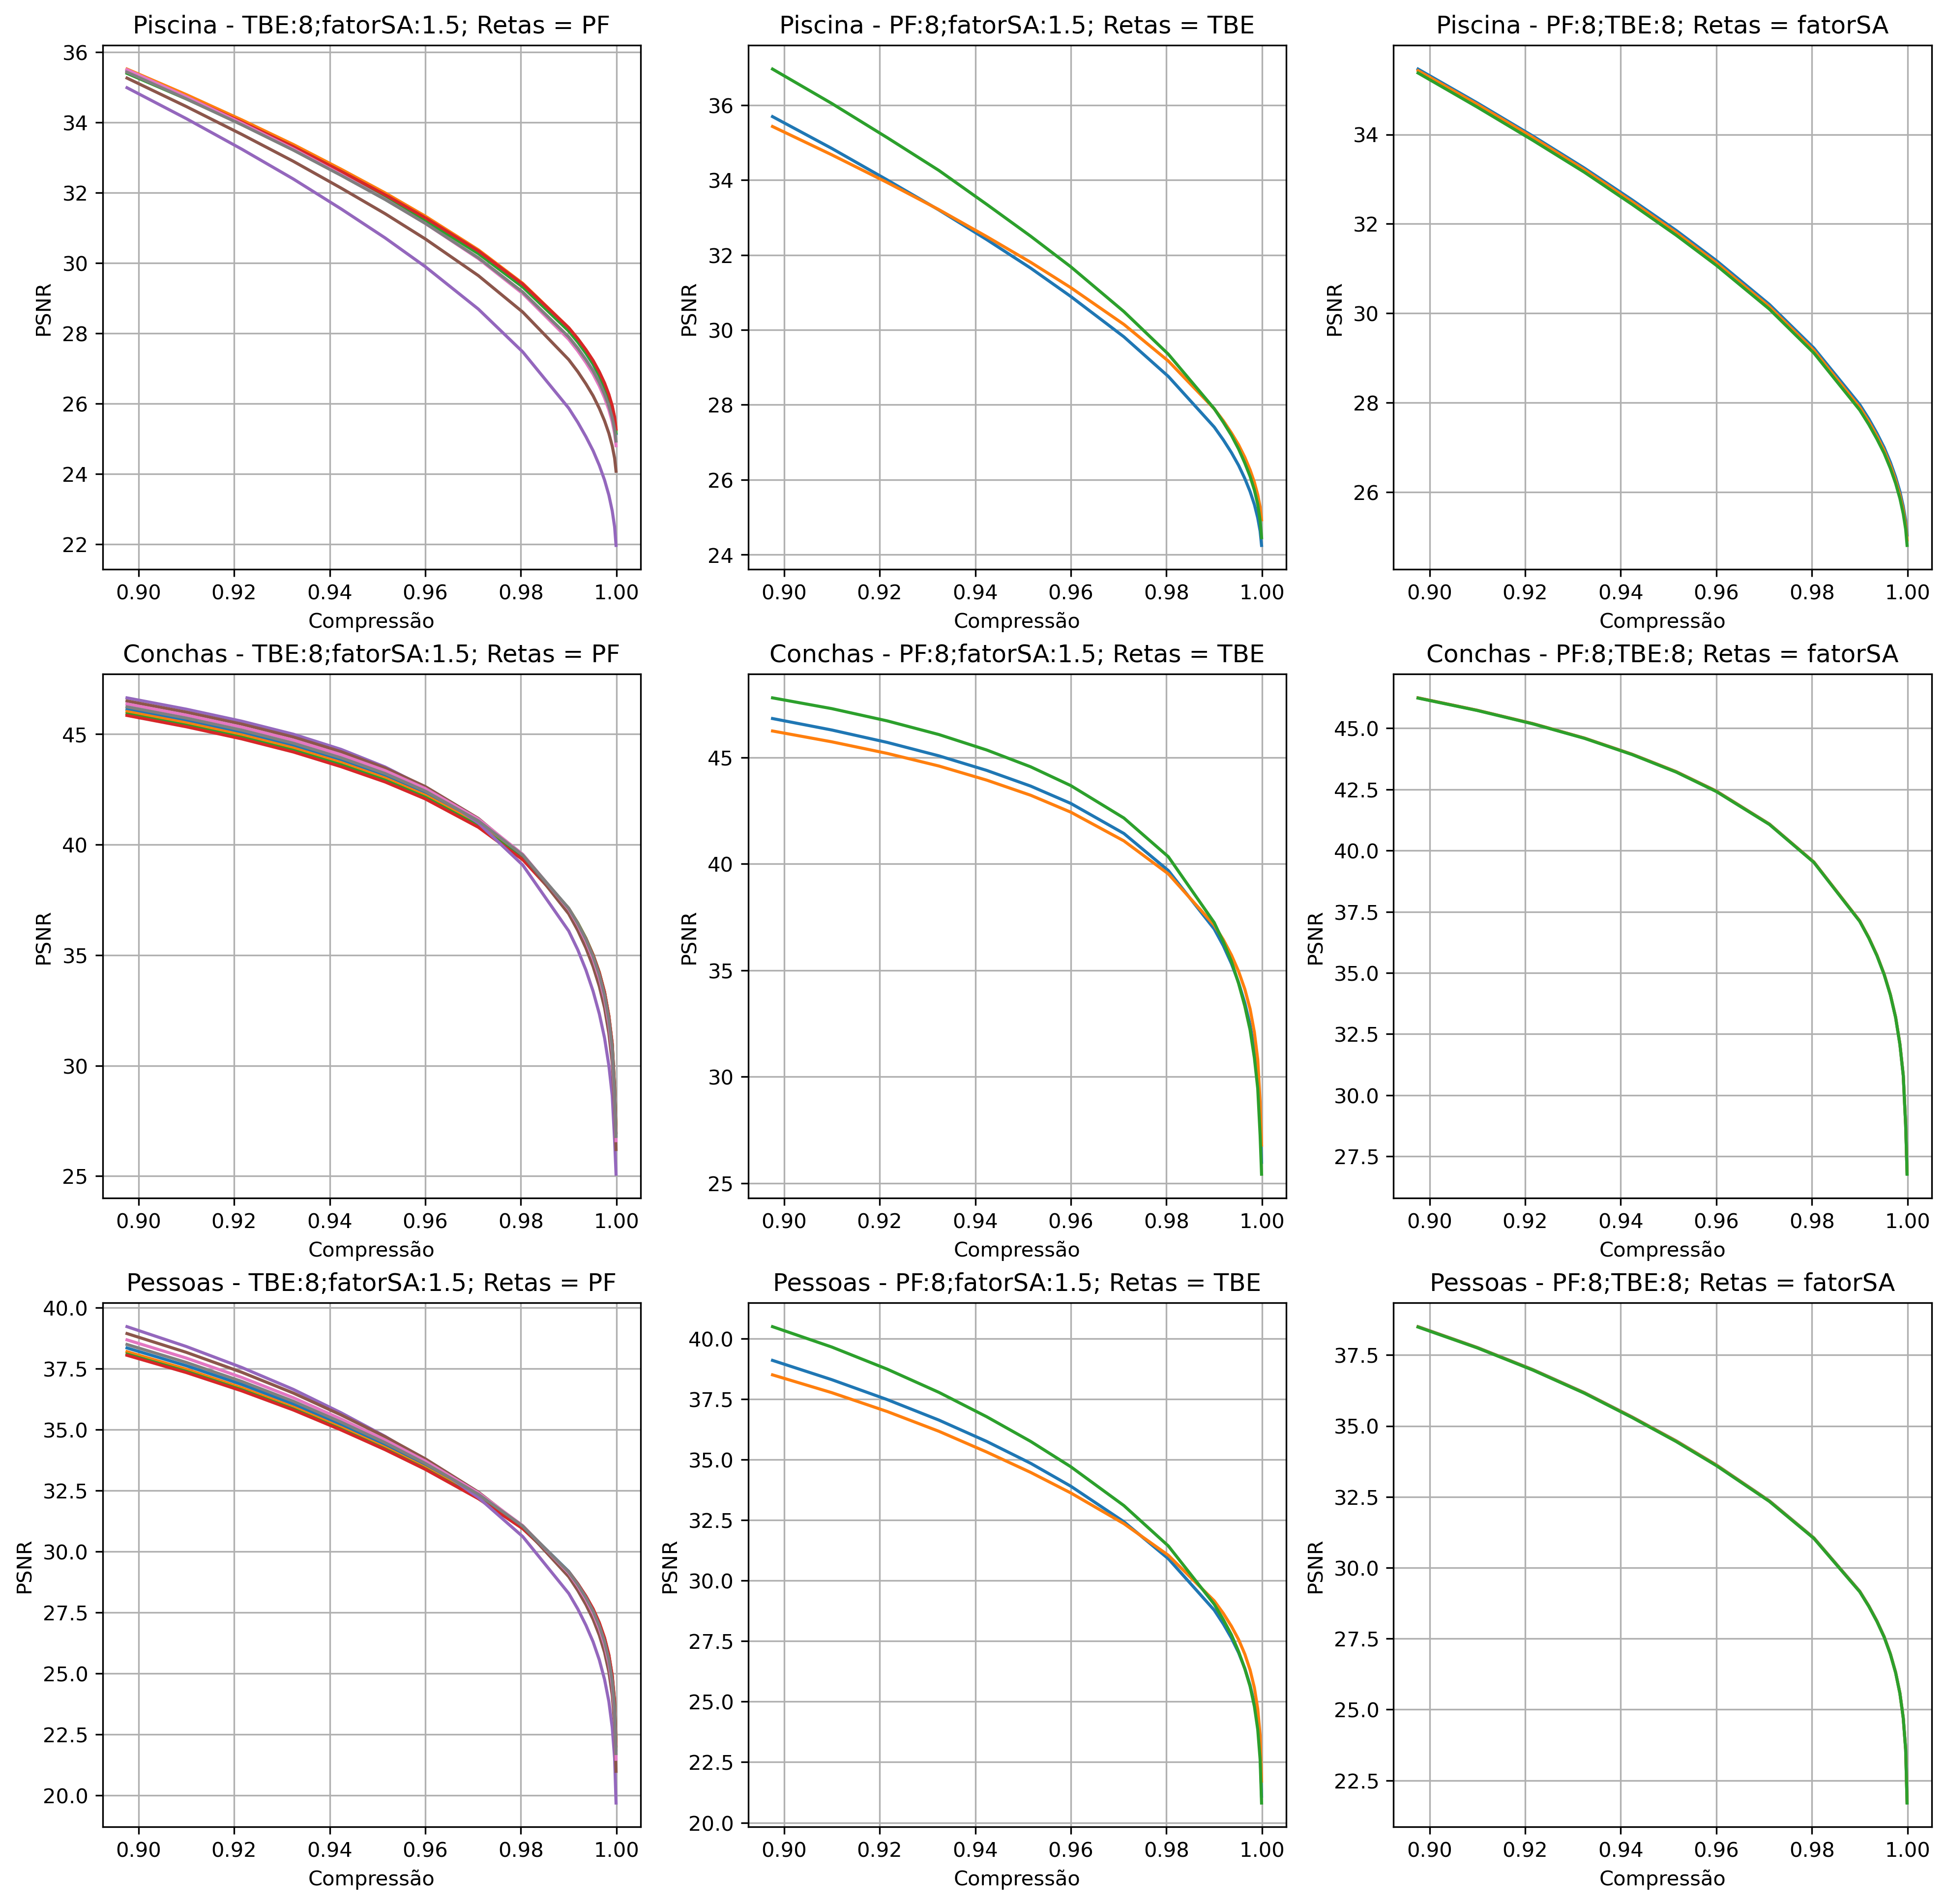 Piscina - TBE:8;fatorSA:1.5; Retas = PF
36
34
32
30
28
26
24
22
PSNR
0.90 0.92 0.94 0.96 0.98 1.00
Compressão
Piscina - PF:8;fatorSA:1.5; Retas = TBE
36
34
32
30
28
26
24
PSNR
0.90 0.92 0.94 0.96 0.98 1.00
Compressão
Piscina - PF:8;TBE:8; Retas = fatorSA
34
32
30
28
26
PSNR
0.90 0.92 0.94 0.96 0.98 1.00
Compressão
Conchas - TBE:8;fatorSA:1.5; Retas = PF
45
40
35
30
25
PSNR
0.90 0.92 0.94 0.96 0.98 1.00
Compressão
Conchas - PF:8;fatorSA:1.5; Retas = TBE
45
40
35
30
25
PSNR
0.90 0.92 0.94 0.96 0.98 1.00
Compressão
Conchas - PF:8;TBE:8; Retas = fatorSA
45.0
42.5
40.0
37.5
35.0
32.5
30.0
27.5
PSNR
0.90 0.92 0.94 0.96 0.98 1.00
Compressão
Pessoas - TBE:8;fatorSA:1.5; Retas = PF
40.0
37.5
35.0
32.5
30.0
27.5
25.0
22.5
20.0
PSNR
0.90 0.92 0.94 0.96 0.98 1.00
Compressão
Pessoas - PF:8;fatorSA:1.5; Retas = TBE
40.0
37.5
35.0
32.5
30.0
27.5
25.0
22.5
20.0
PSNR
0.90 0.92 0.94 0.96 0.98 1.00
Compressão
Pessoas - PF:8;TBE:8; Retas = fatorSA
37.5
35.0
32.5
30.0
27.5
25.0
22.5
PSNR
0.90 0.92 0.94 0.96 0.98 1.00
Compressão